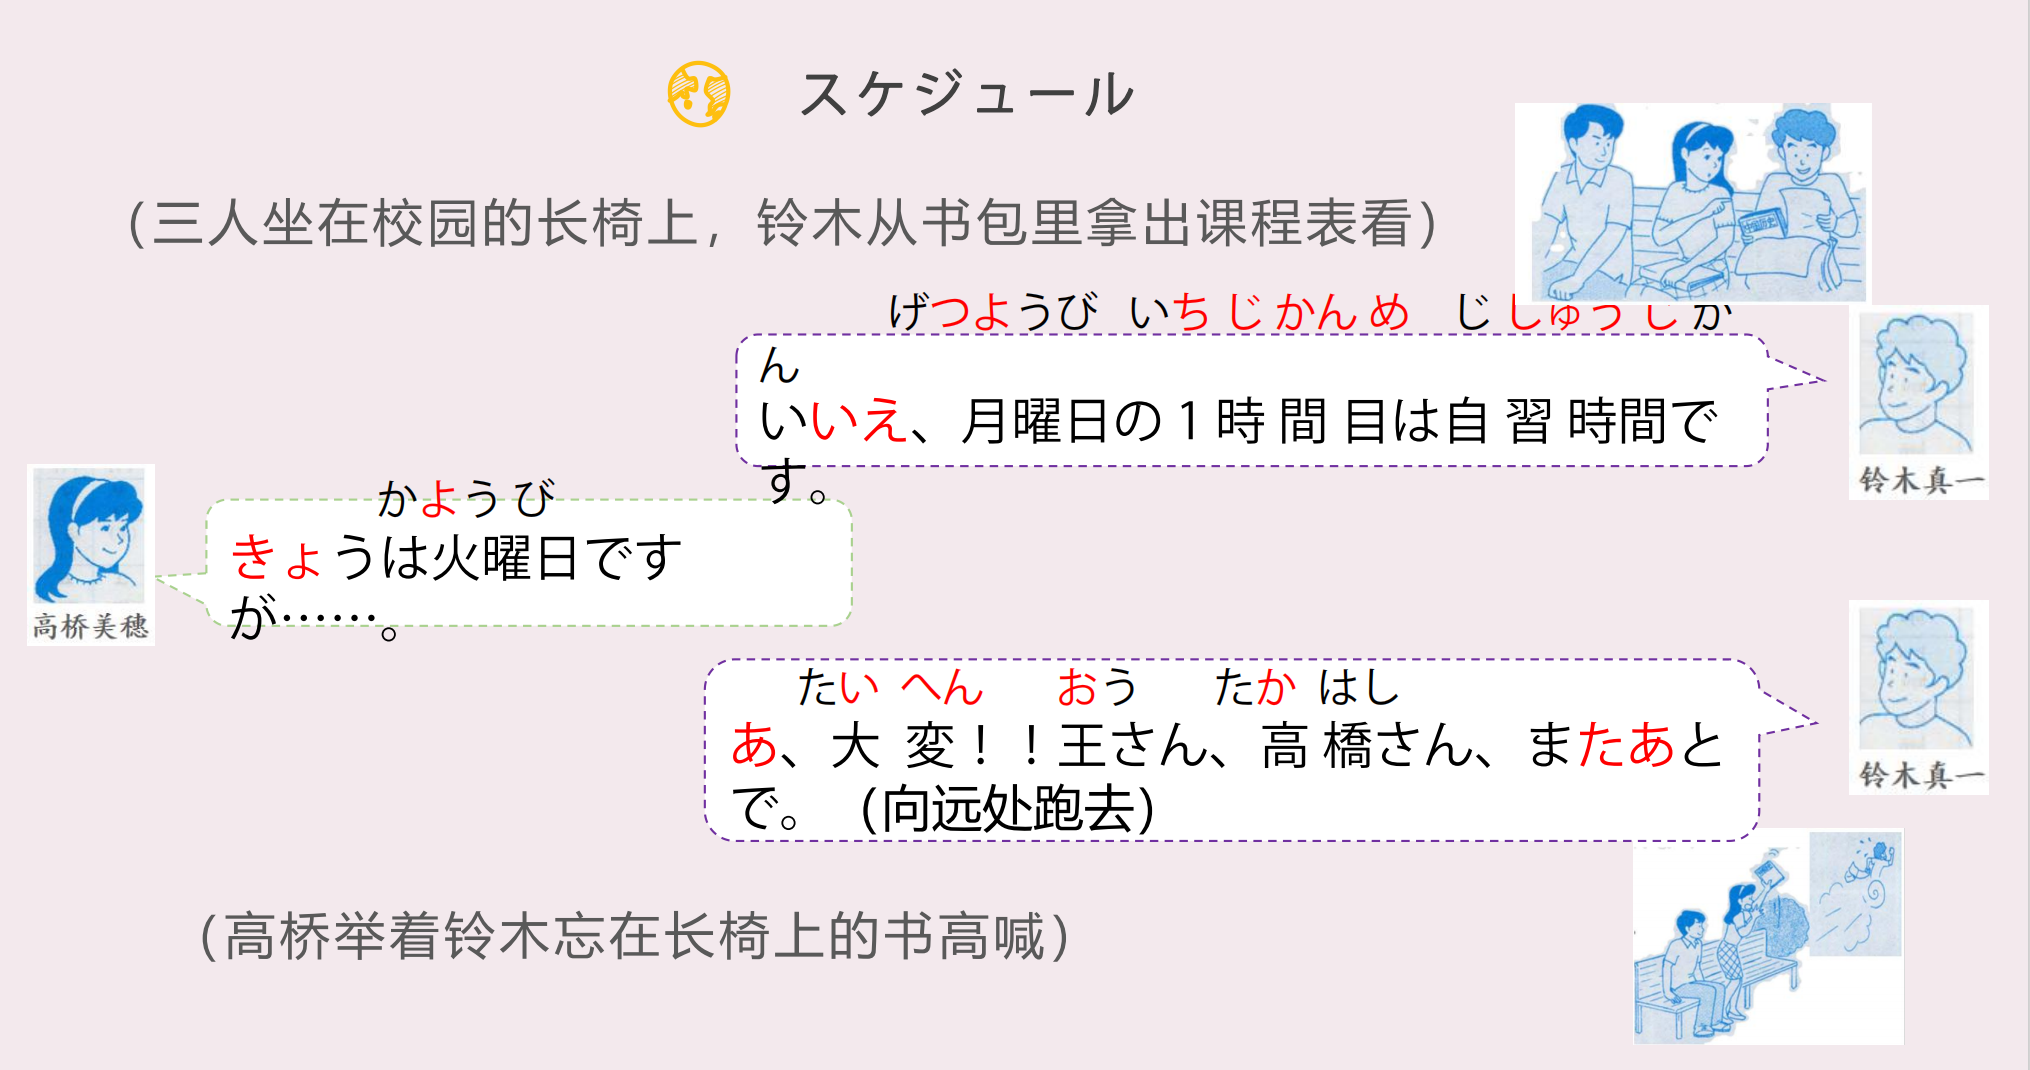 スケジュール
（三人坐在校园的长椅上，铃木从书包里拿出课程表看）
げつようび いちじかんめ じしゅうじか
ん
いいえ、月曜日の１時間目は自習時間で
す。
铃木真一
かようび
きょうは火曜日です
が……。
高桥美穗
たいへん おう たかはし
あ、大変！！王さん、高橋さん、またあと
で。（向远处跑去）
铃木真一
（高桥举着铃木忘在长椅上的书高喊）